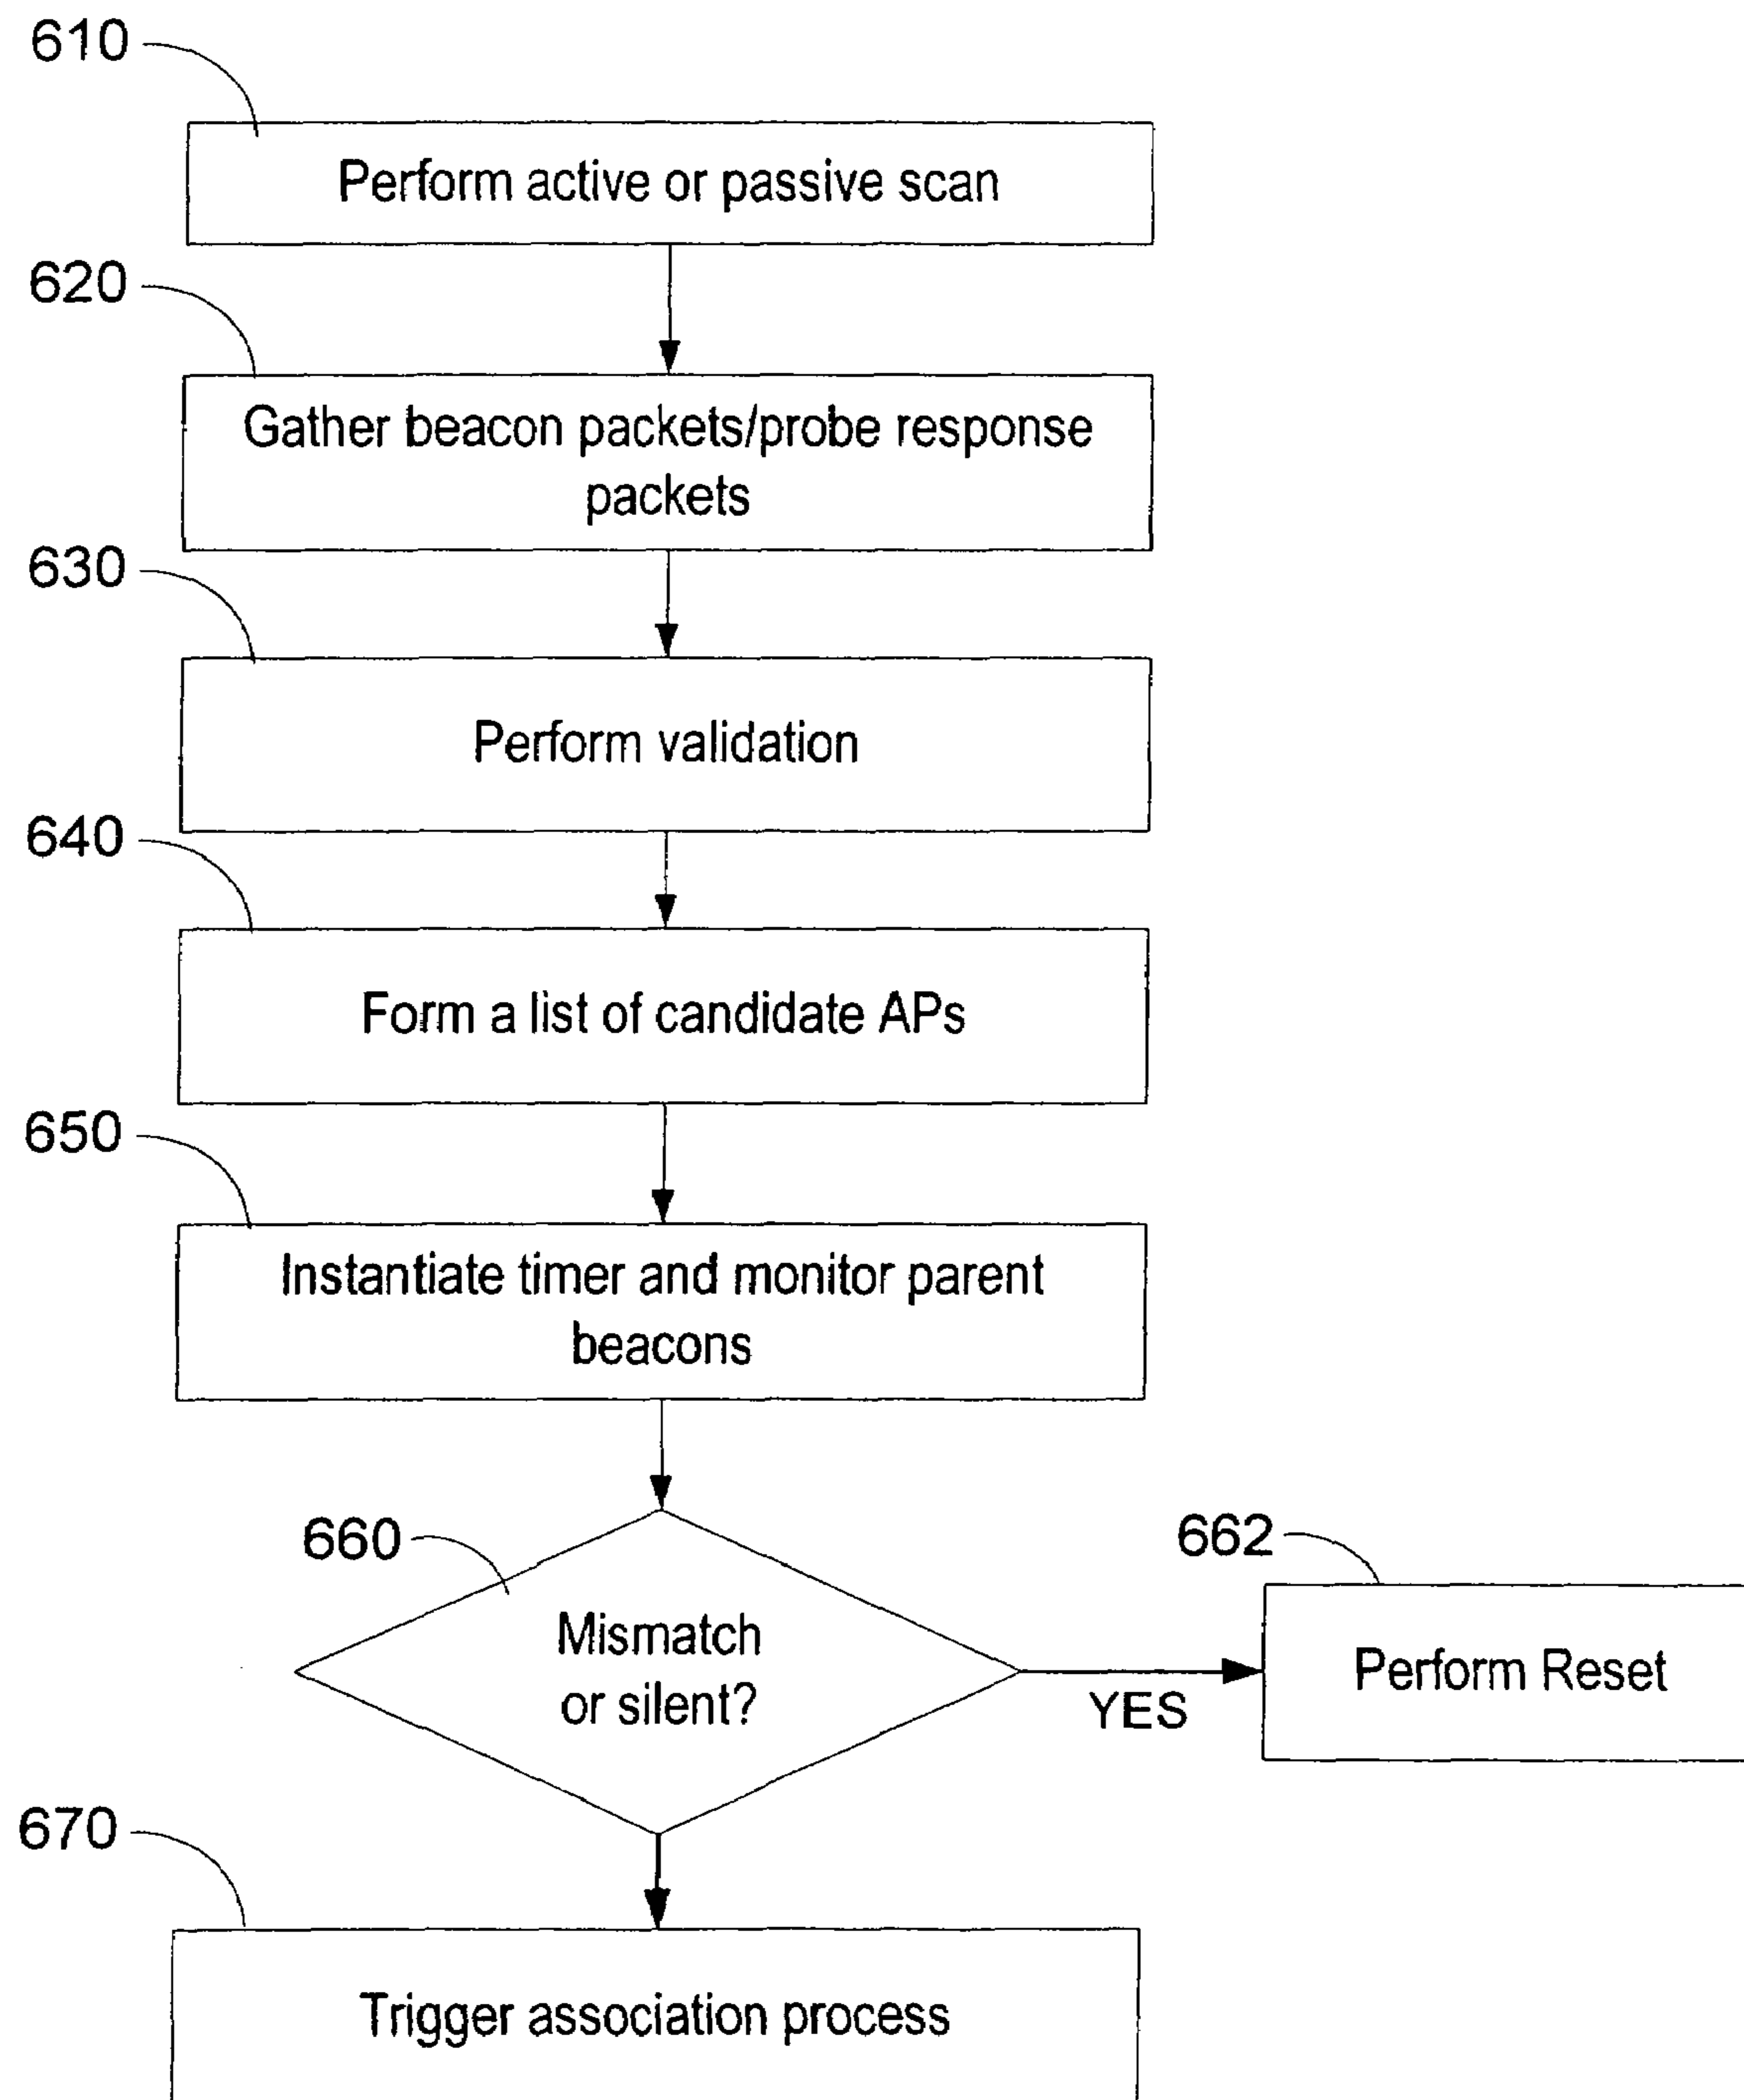 610
Perform active or passive scan
620
Gather beacon packets/probe response
packets
630
Perform validation
640
Form a list of candidate APs
650
Instantiate timer and monitor parent
beacons
660
Mismatch
or silent?
YES
662
Perform Reset
670
Trigger association process